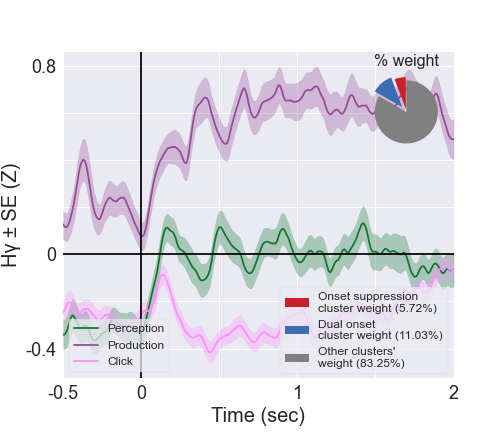 % weight
0.8
0
-0.4
Hγ ± SE (Z)
Perception
Production
Click
Onset suppression
cluster weight (5.72%)
Dual onset
cluster weight (11.03%)
Other clusters'
weight (83.25%)
-0.5
0
1
2
Time (sec)